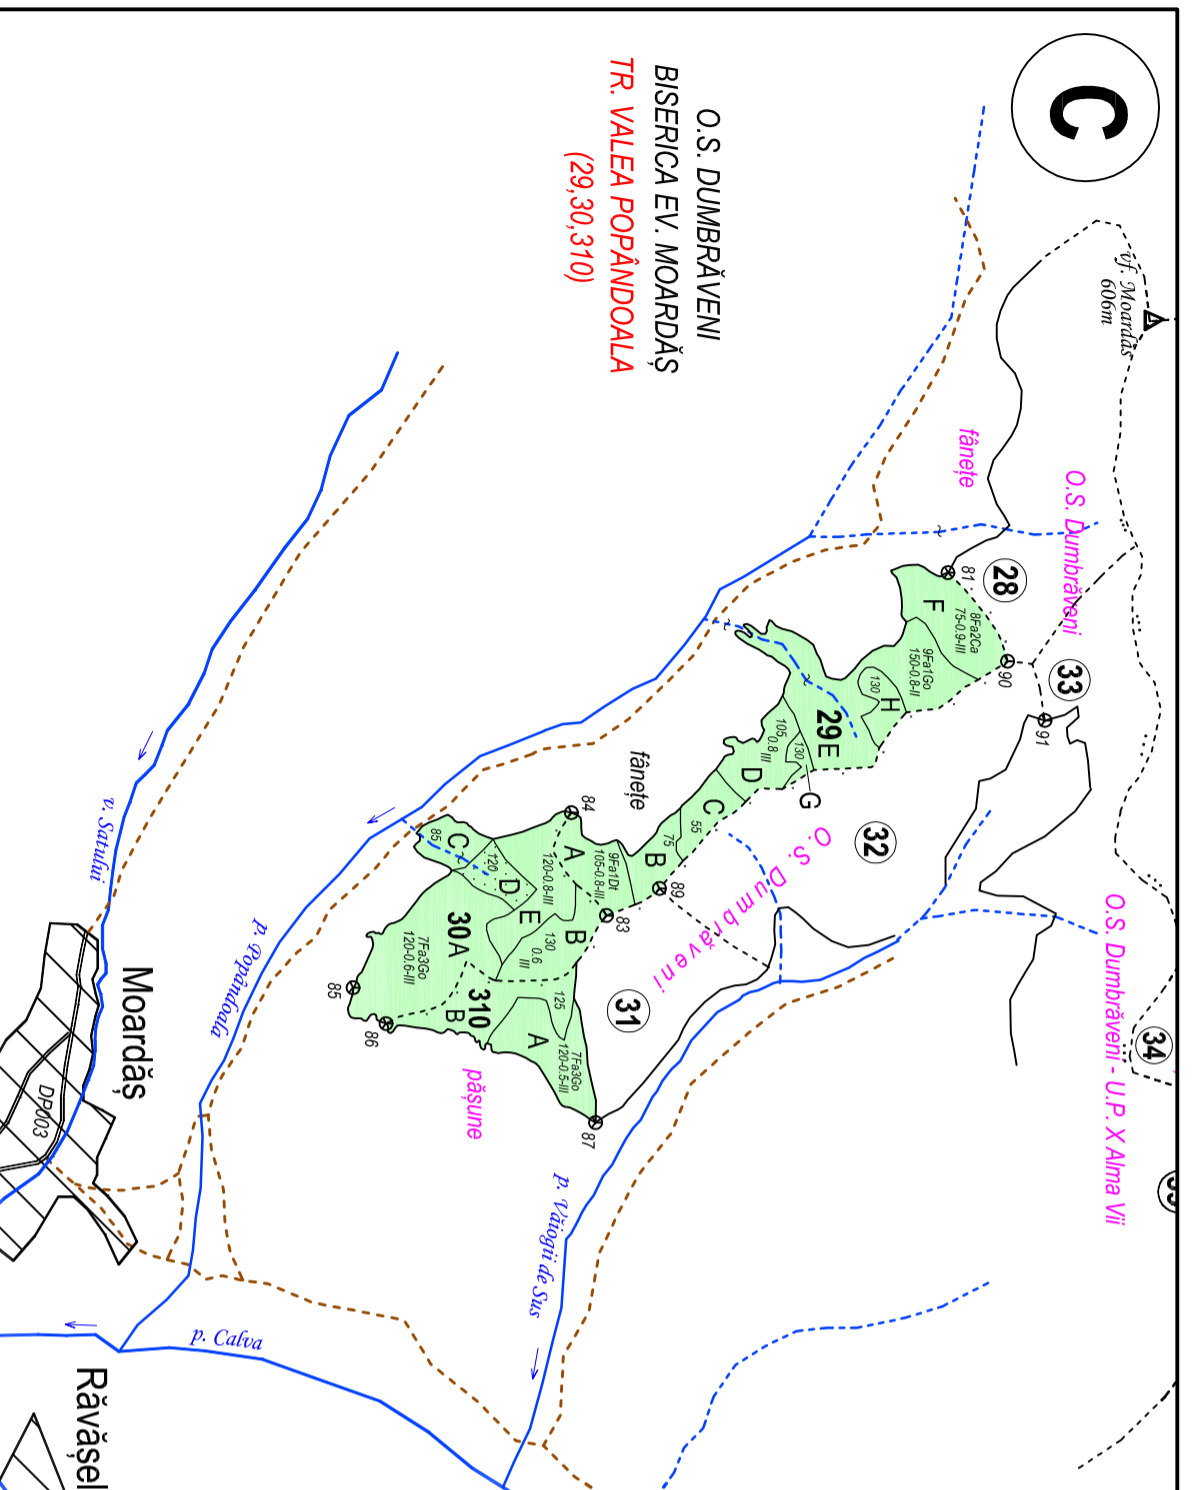 C
O.S. DUMBRĂVENI
BISERICA EV. MOARDĂȘ
TR. VALEA POPÂNDOALA
(29,30,310)
vf. Moardăș
606m
fânețe
O.S. Dumbrăveni
28
33
81
90
91
F
8Fa2Ca
75-0.9-III
9Fa1Go
150-0.8-II
H
130
29E
130
105
0.8 III
G
D
C
55
75
B
32
O.S. Dumbrăveni
O.S. Dumbrăveni - U.P. X Alma Vii
34
fânețe
84
89
83
A
9Fa1Dt
105-0.8-III
120-0.8-III
C
85
120
D
E
B
130
0.6
III
30A
7Fa3Go
120-0.6-III
310
B
125
A
7Fa3Go
120-0.5-III
31
85
86
87
pășune
v. Satului
p. Popândoala
p. Văiogii de Sus
p. Calva
Moardăș
DP003
Răvășel